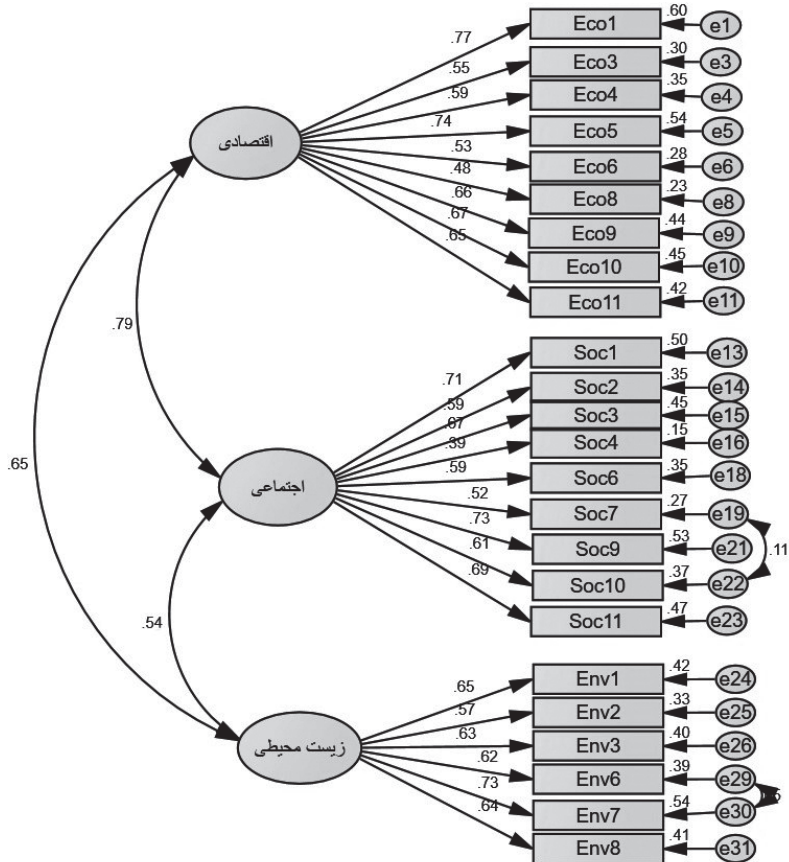 .77 Eco1 .60 e1
.55 Eco3 .30 e3
.59 Eco4 .35 e4
.74 Eco5 .54 e5
اقتصادی
.53 Eco6 .28 e6
.48 Eco8 .23 e8
.66 Eco9 .44 e9
.67 Eco10 .45 e10
.65 Eco11 .42 e11
.79
.71 Soc1 .50 e13
.59 Soc2 .35 e14
.67 Soc3 .45 e15
.39 Soc4 .15 e16
.65
.59 Soc6 .35 e18
اجتماعی
.52 Soc7 .27 e19
.73 Soc9 .53 e21 .11
.61 Soc10 .37 e22
.69 Soc11 .47 e23
.54
.65 Env1 .42 e24
.57 Env2 .33 e25
.63 Env3 .40 e26
زیست محیطی
.62 Env6 .39 e29
.73 Env7 .54 e30
.64 Env8 .41 e31